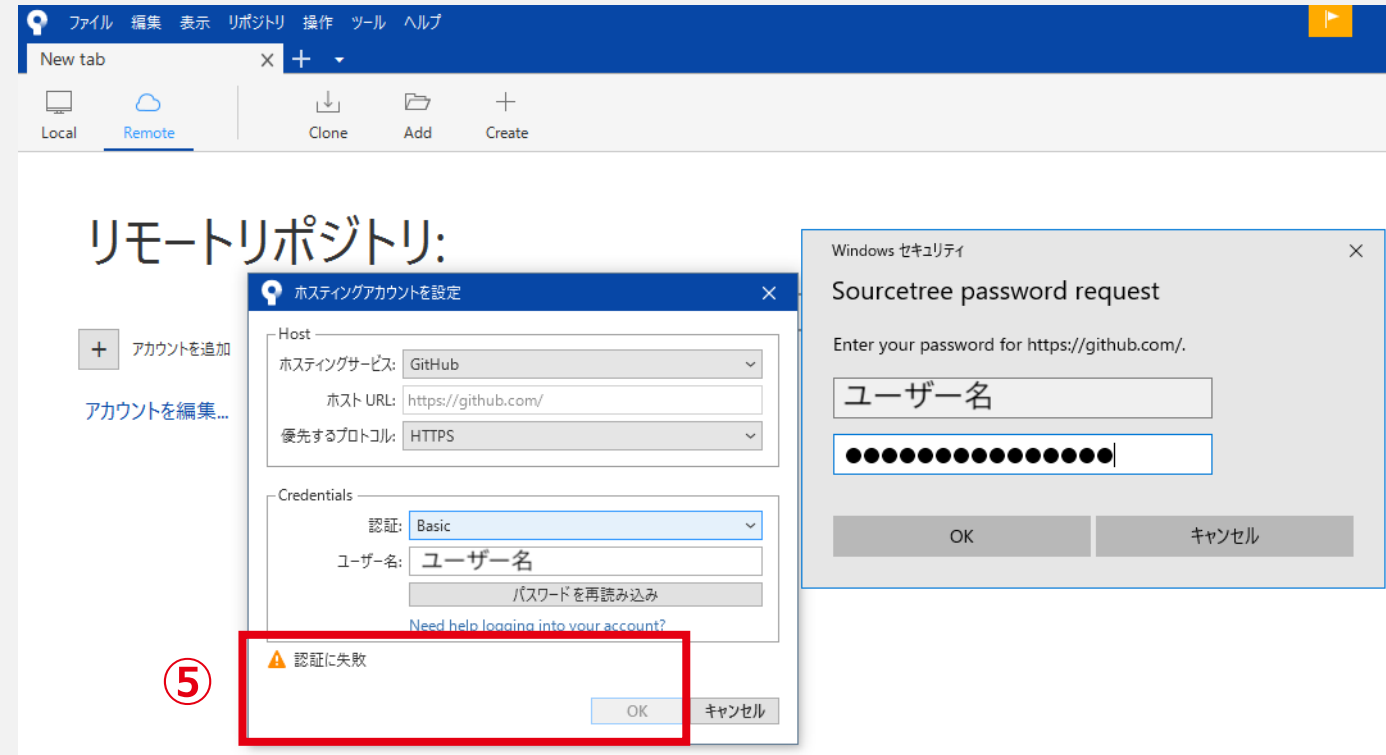 ファイル 編集 表示 リポジトリ 操作 ツール ヘルプ
New tab
Local Remote Clone Add Create
リモートリポジトリ:
アカウントを追加
アカウントを編集...
ホスティングアカウントを設定
Host
ホスティングサービス: GitHub
ホスト URL: https://github.com/
優先するプロトコル: HTTPS
Credentials
認証: Basic
ユーザー名: ユーザー名
パスワードを再読み込み
Need help logging into your account?
認証に失敗
OK キャンセル
⑤
Windows セキュリティ
Sourcetree password request
Enter your password for https://github.com/.
ユーザー名
●●●●●●●●●●●●●●●
OK キャンセル